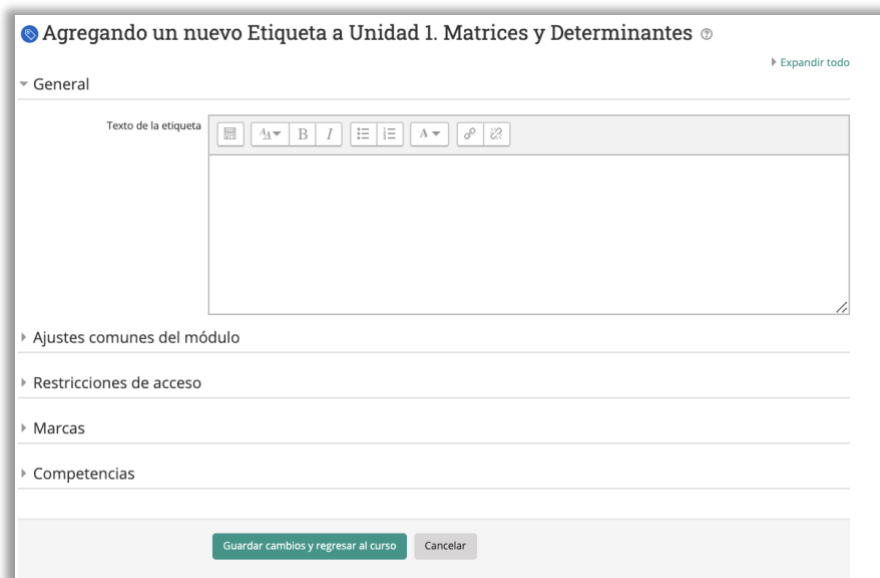 Agregando un nuevo Etiqueta a Unidad 1. Matrices y Determinantes
Expandir todo
General
Texto de la etiqueta
B I
A
Ajustes comunes del módulo
Restricciones de acceso
Marcas
Competencias
Guardar cambios y regresar al curso Cancelar